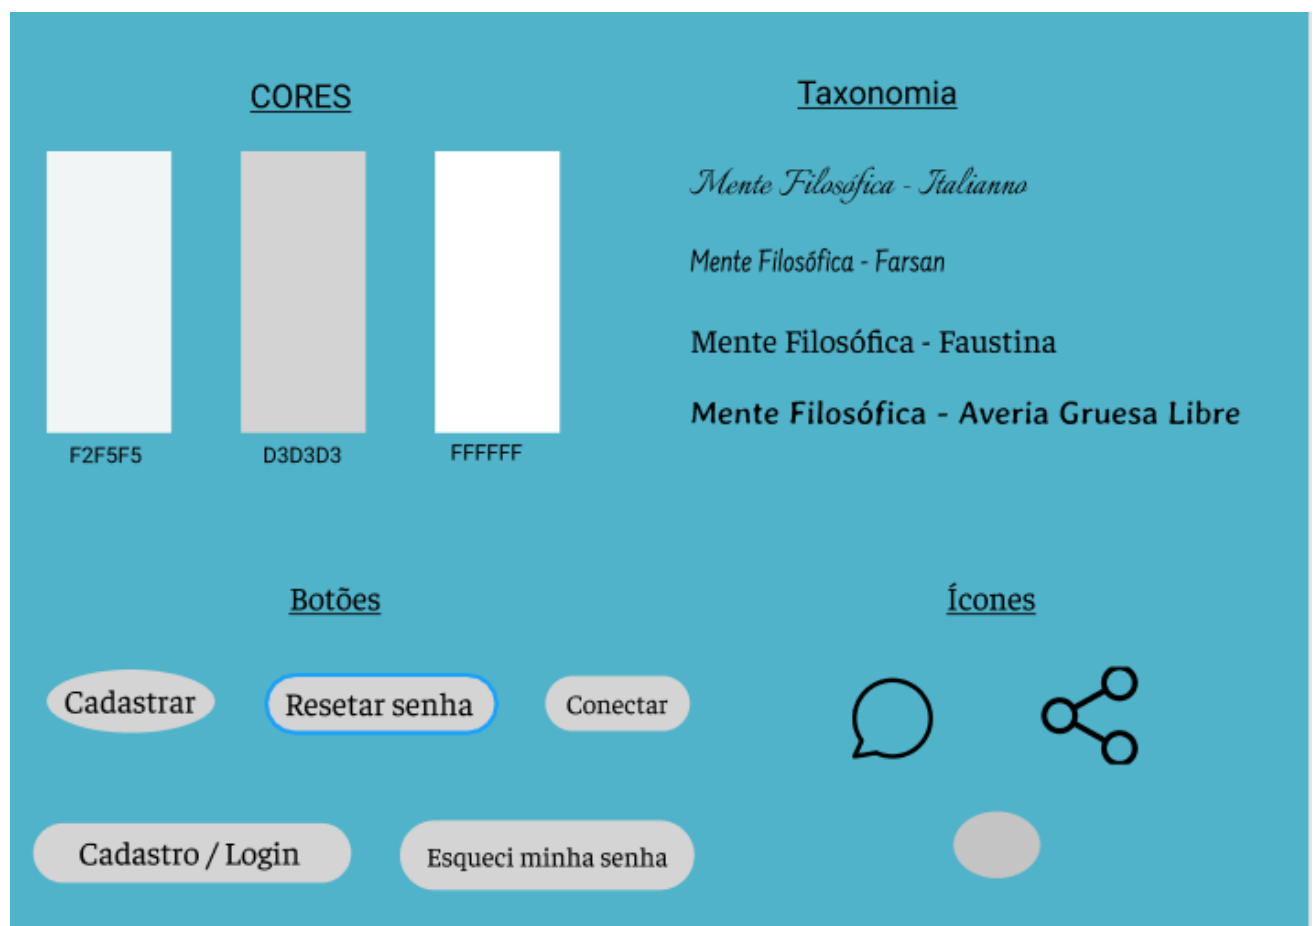 CORES
F2F5F5
D3D3D3
FFFFFF
Taxonomia
Mente Filosófica - Italianno
Mente Filosófica - Farsan
Mente Filosófica - Faustina
Mente Filosófica - Averia Gruesa Libre
Botões
Cadastrar
Resetar senha
Conectar
Cadastro / Login
Esqueci minha senha
Ícones